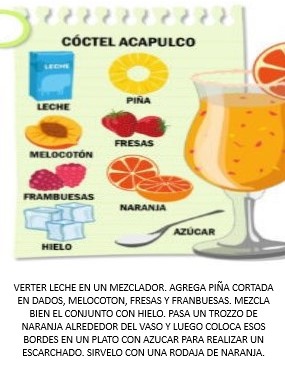 CÓCTEL ACAPULCO
LECHE
LECHE
PIÑA
MELOCOTÓN
FRESAS
FRAMBUESAS
NARANJA
HIELO
AZÚCAR
VERTER LECHE EN UN MEZCLADOR. AGREGA PIÑA CORTADA
EN DADOS, MELOCOTON, FRESAS Y FRANBUESAS. MEZCLA
BIEN EL CONJUNTO CON HIELO. PASA UN TROZZO DE
NARANJA ALREDEDOR DEL VASO Y LUEGO COLOCA ESOS
BORDES EN UN PLATO CON AZUCAR PARA REALIZAR UN
ESCARCHADO. SIRVELO CON UNA RODAJA DE NARANJA.